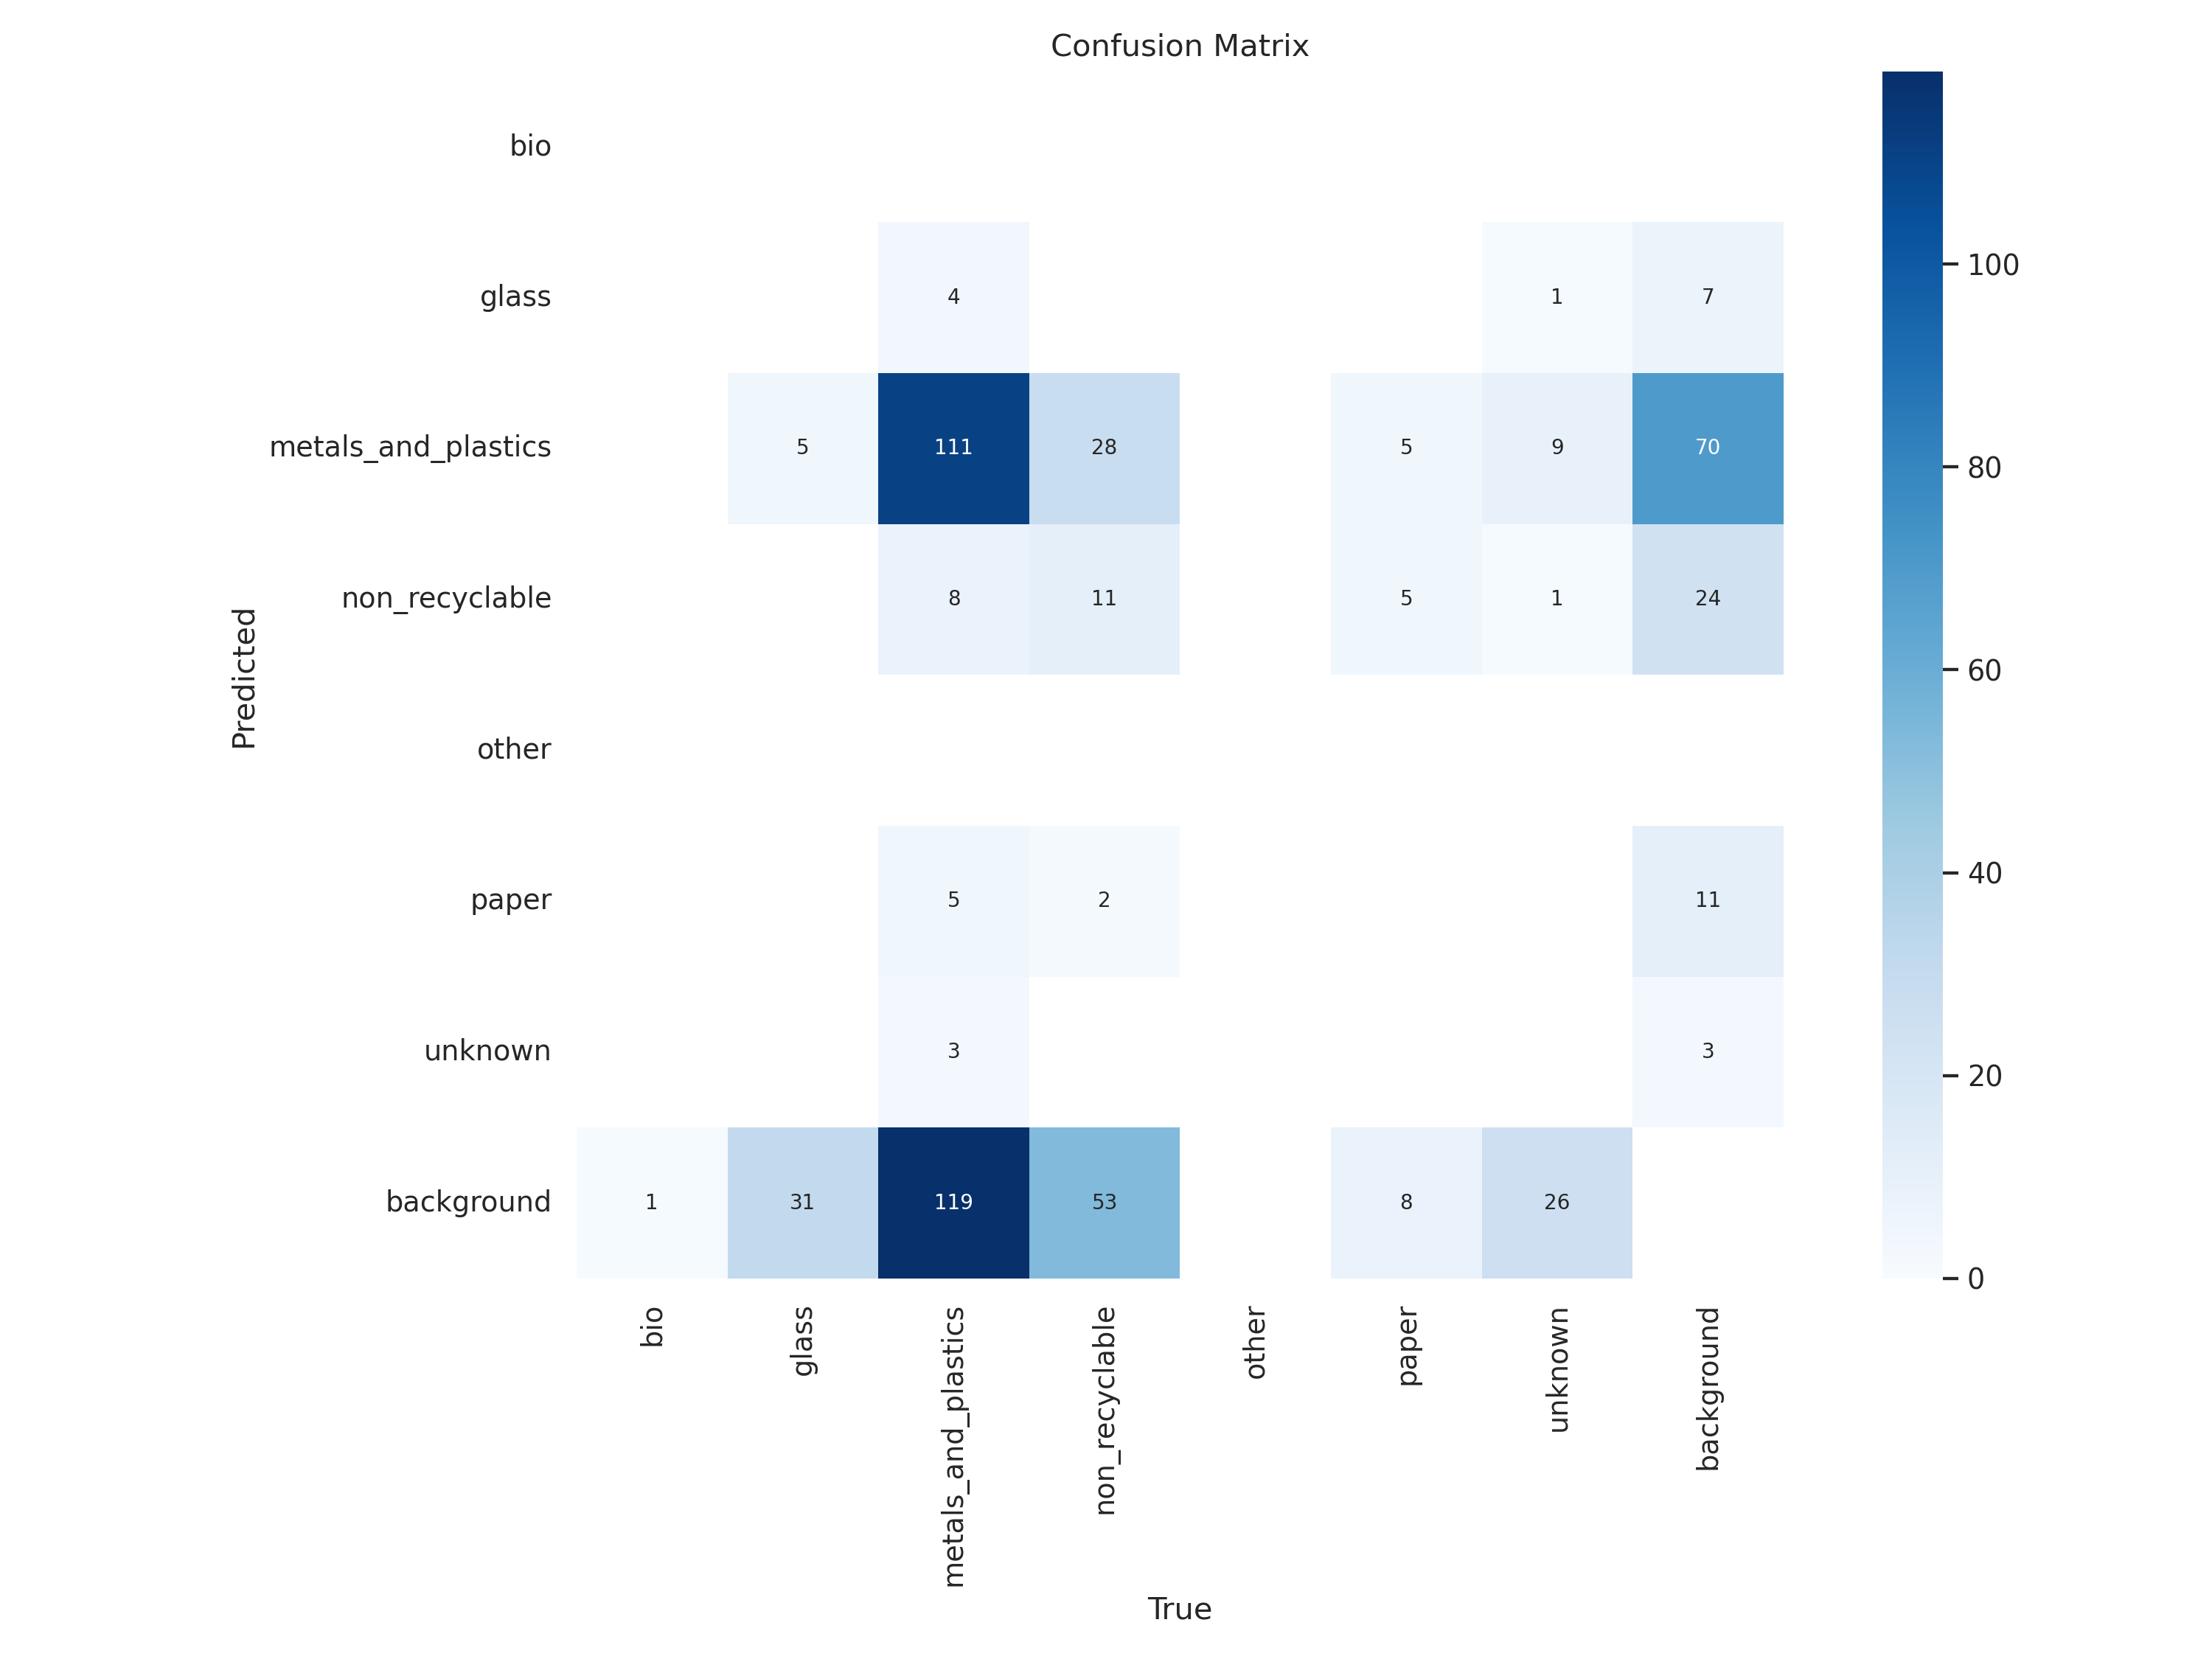 Confusion Matrix
bio
glass 4 1 7
metals_and_plastics 5 111 28 5 9 70
non_recyclable 8 11 5 1 24
other
paper 5 2 11
unknown 3 3
background 1 31 119 53 8 26
Predicted
bio
glass
metals_and_plastics
non_recyclable
other
paper
unknown
background
True
100
80
60
40
20
0